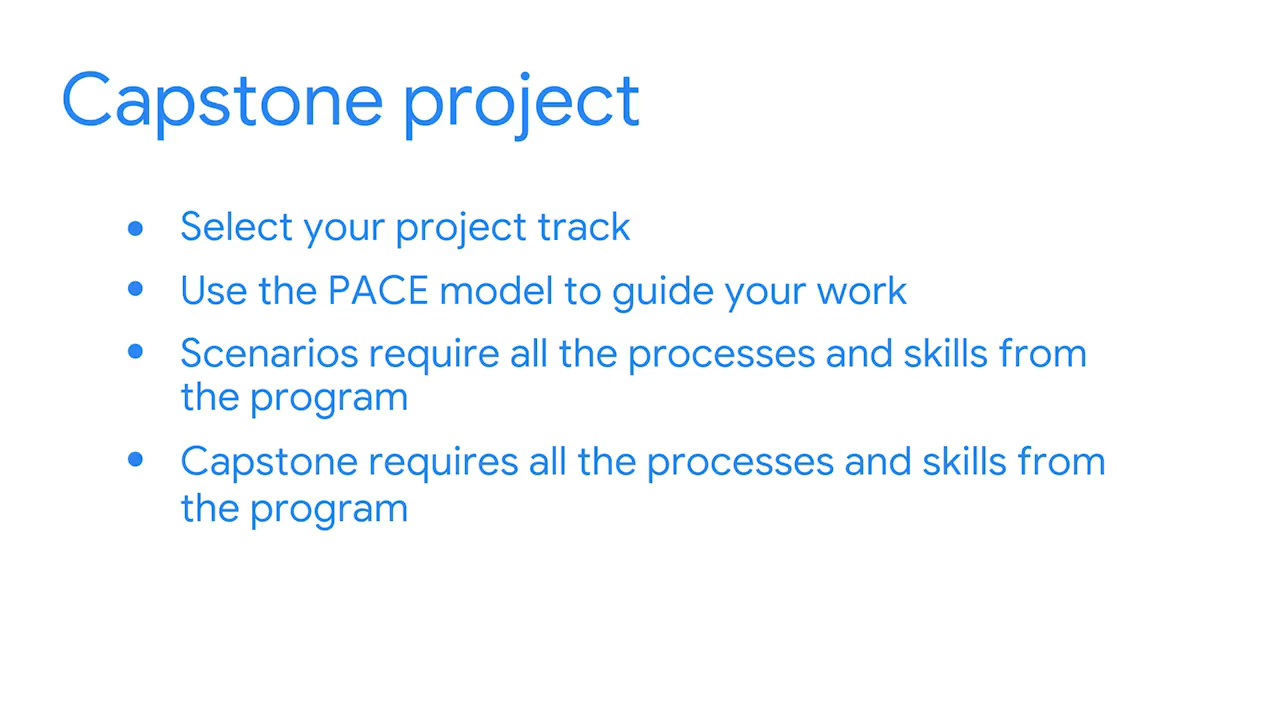 Capstone project
• Select your project track
• Use the PACE model to guide your work
• Scenarios require all the processes and skills from
the program
• Capstone requires all the processes and skills from
the program